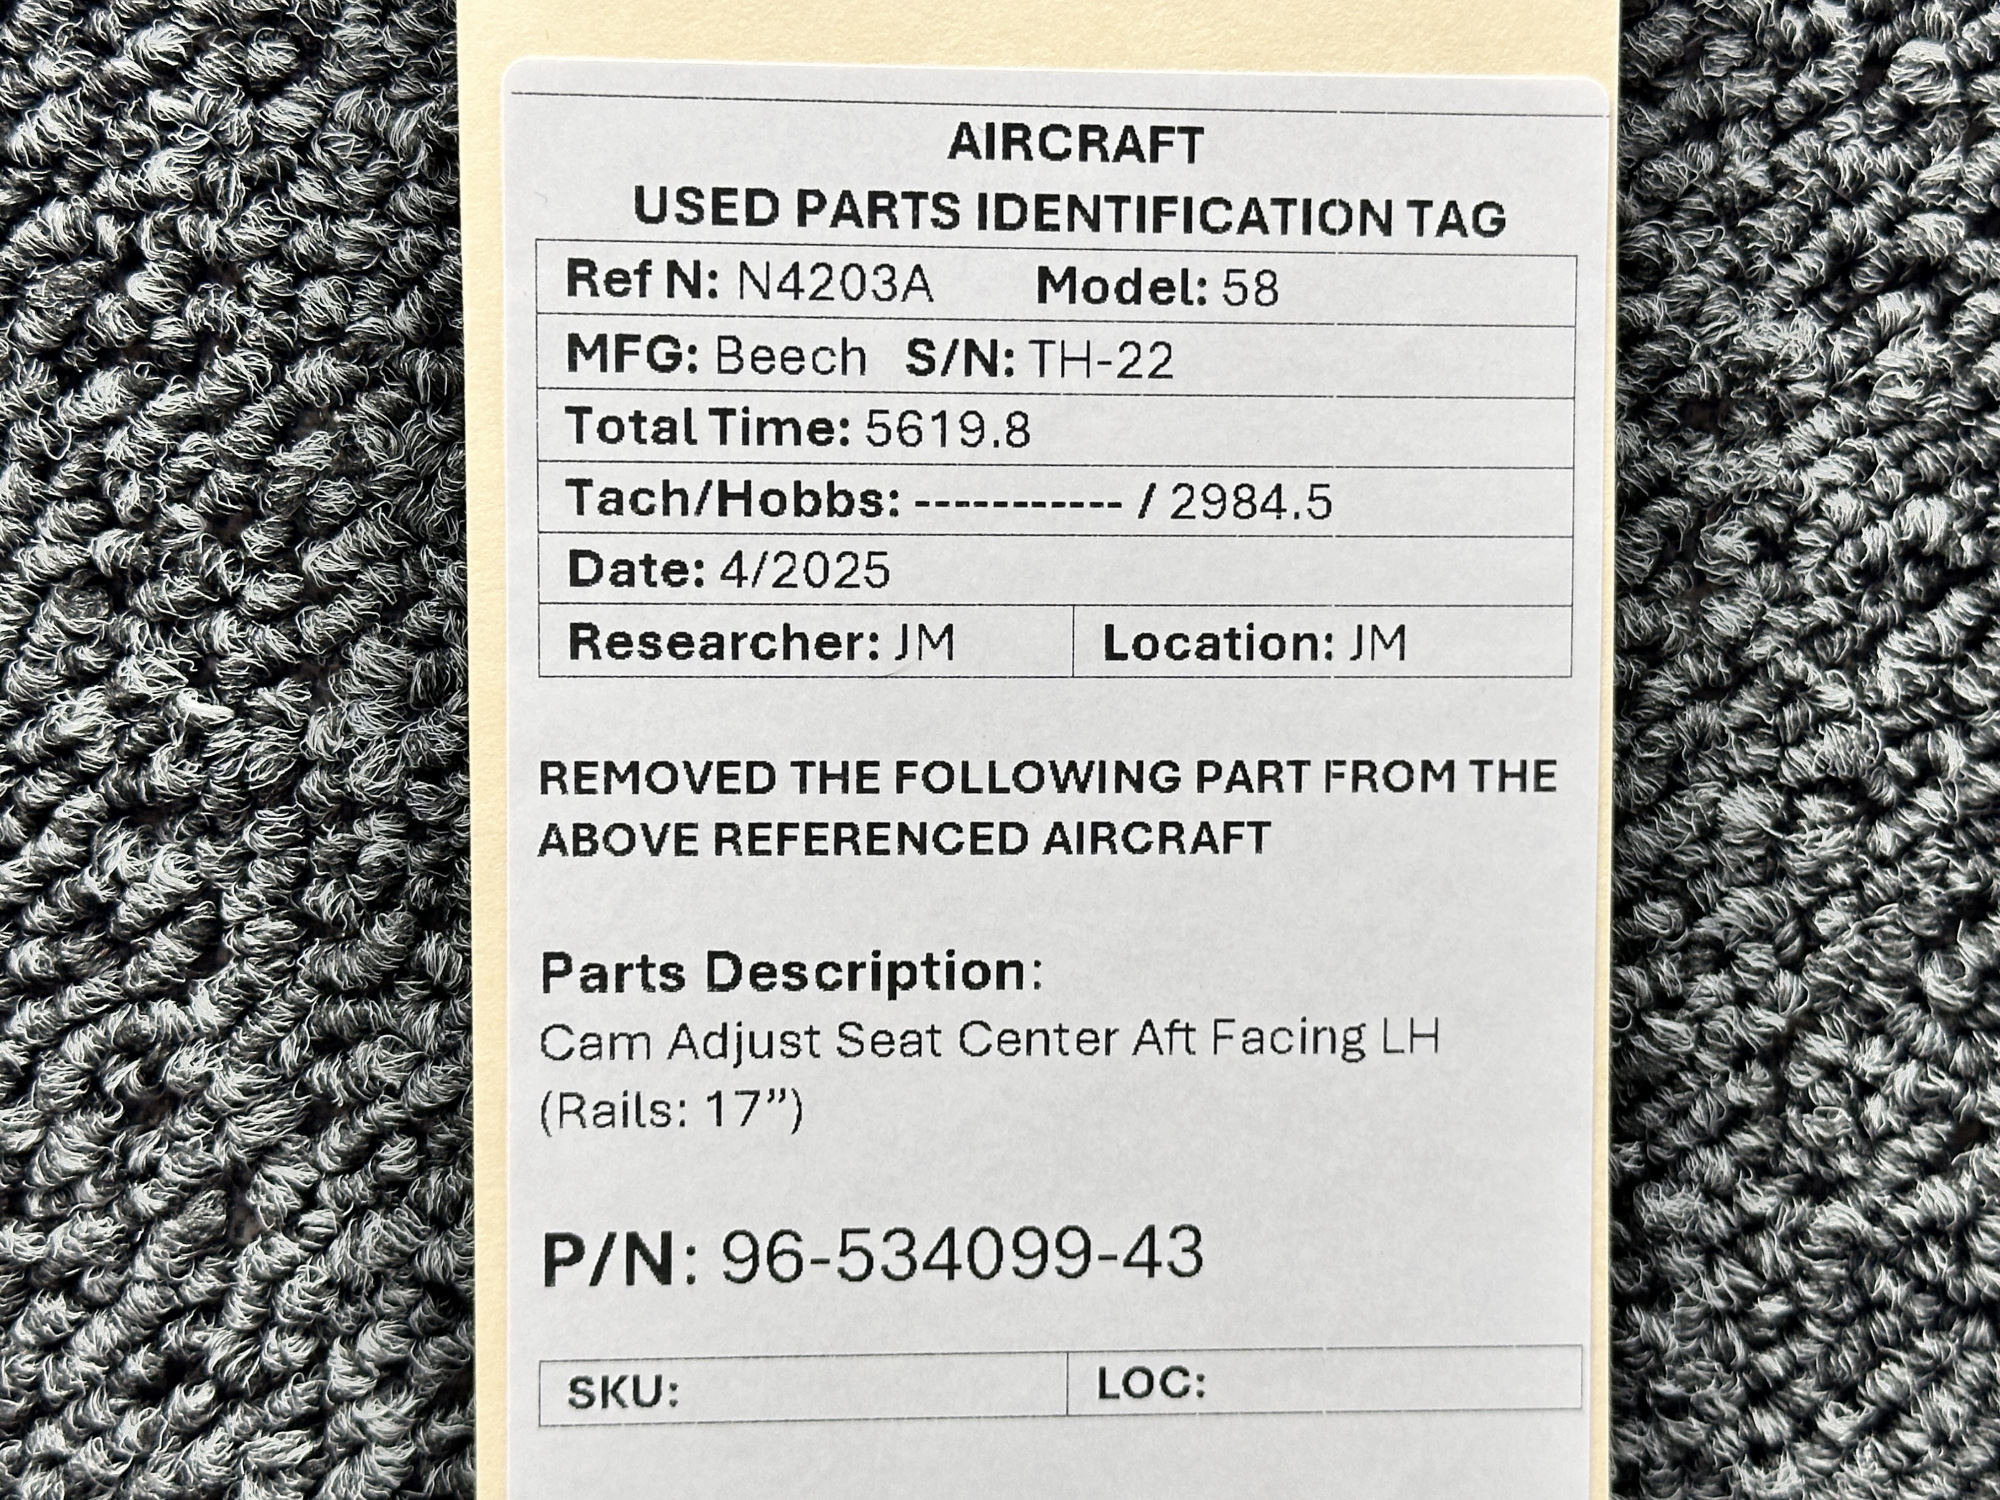 AIRCRAFT
USED PARTS IDENTIFICATION TAG
Ref N: N4203A Model: 58
MFG: Beech S/N: TH-22
Total Time: 5619.8
Tach/Hobbs: ----------- / 2984.5
Date: 4/2025
Researcher: JM Location: JM
REMOVED THE FOLLOWING PART FROM THE
ABOVE REFERENCED AIRCRAFT
Parts Description:
Cam Adjust Seat Center Aft Facing LH
(Rails: 17”)
P/N: 96-534099-43
SKU: LOC: